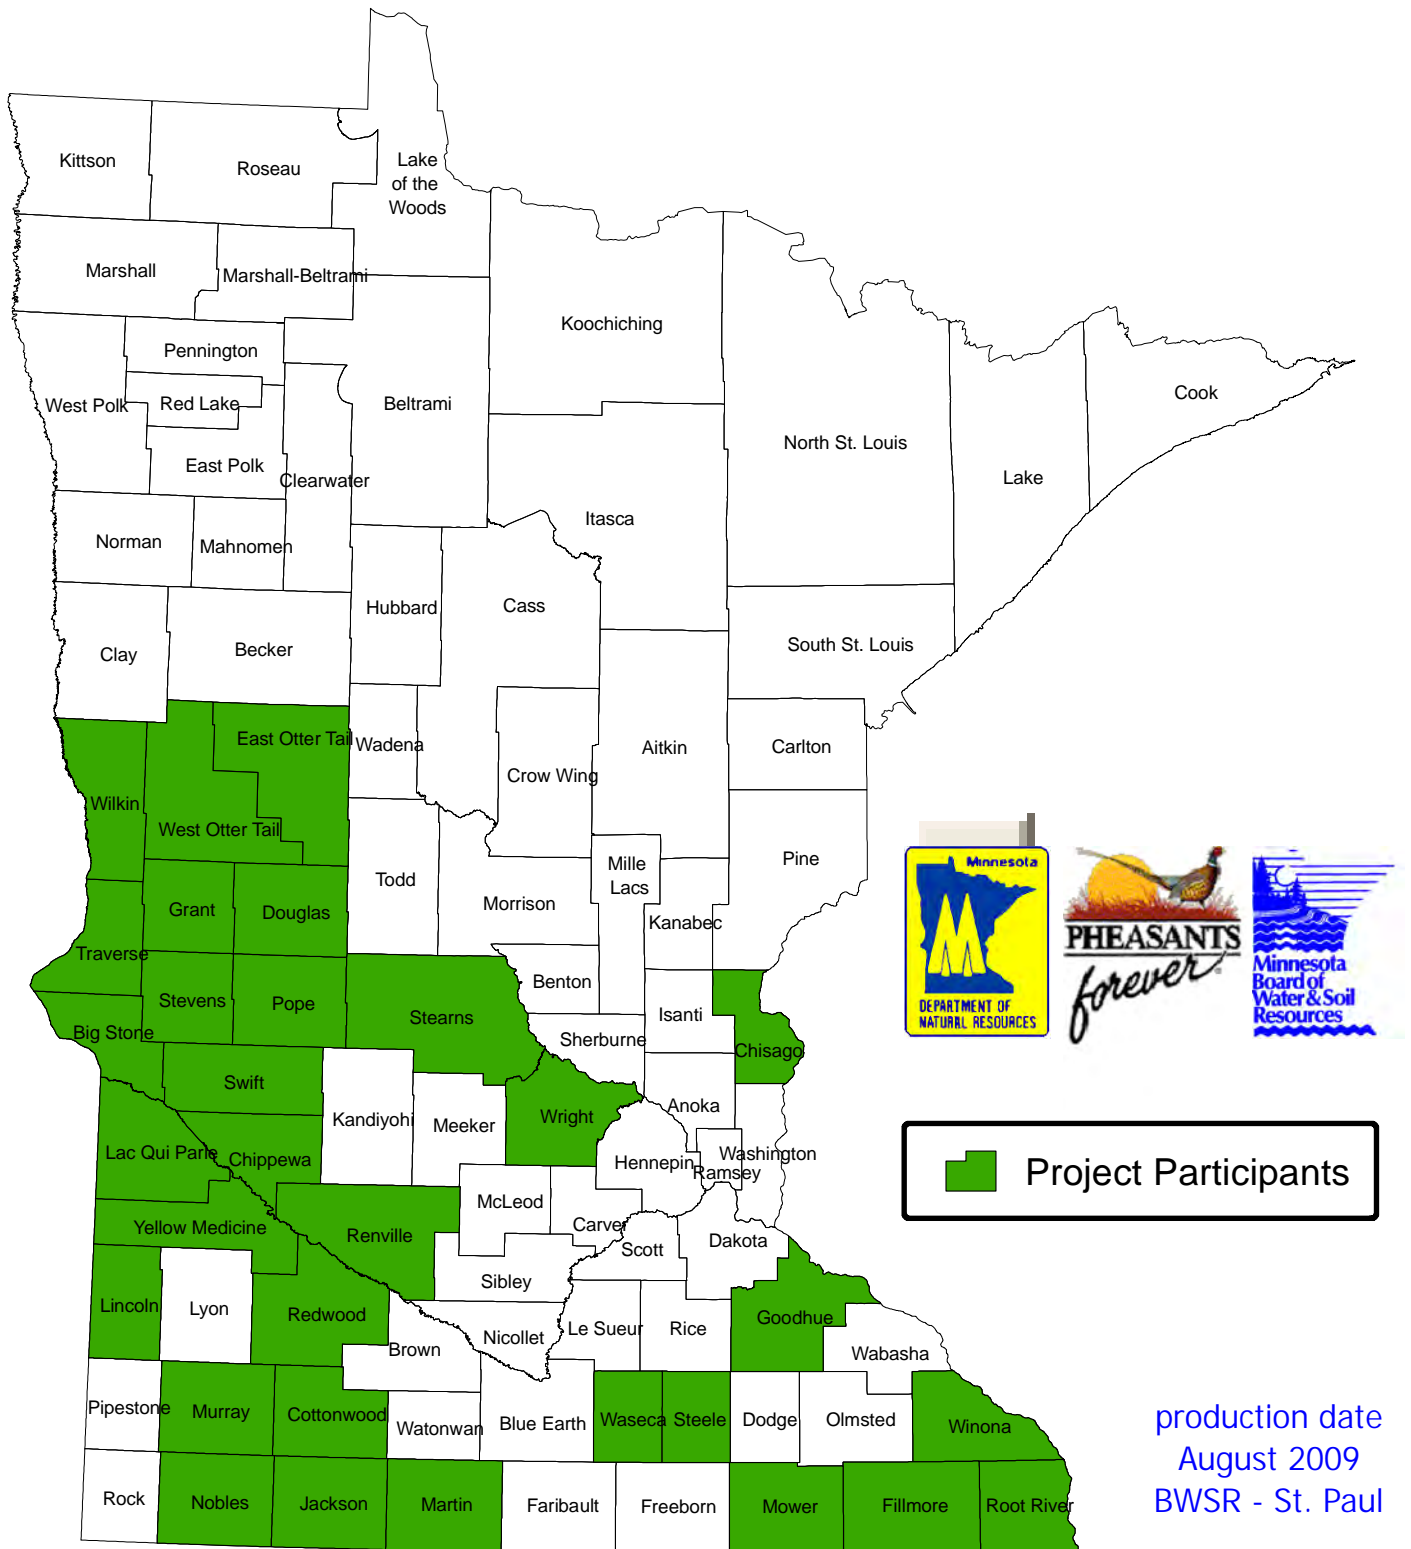 Kittson
Roseau
Lake
of the
Woods
Marshall
Marshall-Beltrami
Koochiching
Pennington
West Polk
Red Lake
Beltrami
Cook
East Polk
Clearwater
North St. Louis
Lake
Itasca
Norman
Mahnomen
Hubbard
Cass
Clay
Becker
South St. Louis
East Otter Tail
Wadena
Aitkin
Carlton
Crow Wing
Wilkin
West Otter Tail
Mille
Lacs
Pine
Todd
Morrison
Grant
Douglas
Kanabec
Traverse
Benton
Stevens
Pope
Stearns
Isanti
Big Stone
Sherburne
Chisago
Swift
Kandiyohi
Meeker
Wright
Anoka
Lac Qui Parle
Chippewa
Hennepin
Washington
Ramsey
McLeod
Carver
Yellow Medicine
Renville
Scott
Dakota
Sibley
Lincoln
Lyon
Redwood
Nicollet
Le Sueur
Rice
Goodhue
Brown
Wabasha
Pipestone
Murray
Cottonwood
Watonwan
Blue Earth
Waseca
Steele
Dodge
Olmsted
Winona
Rock
Nobles
Jackson
Martin
Faribault
Freeborn
Mower
Fillmore
Root River
Minnesota
DEPARTMENT OF
NATURAL RESOURCES
PHEASANTS
forever
Minnesota
Board of
Water & Soil
Resources
Project Participants
production date
August 2009
BWSR - St. Paul